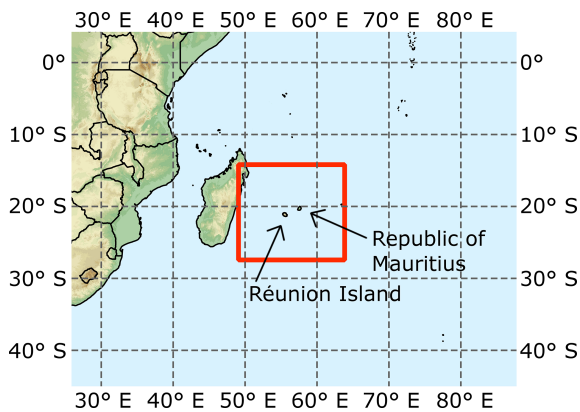 30° E 40° E 50° E 60° E 70° E 80° E
0° 0°
10° S 10° S
20° S 20° S
Republic of
Mauritius
30° S 30° S
Réunion Island
40° S 40° S
30° E 40° E 50° E 60° E 70° E 80° E